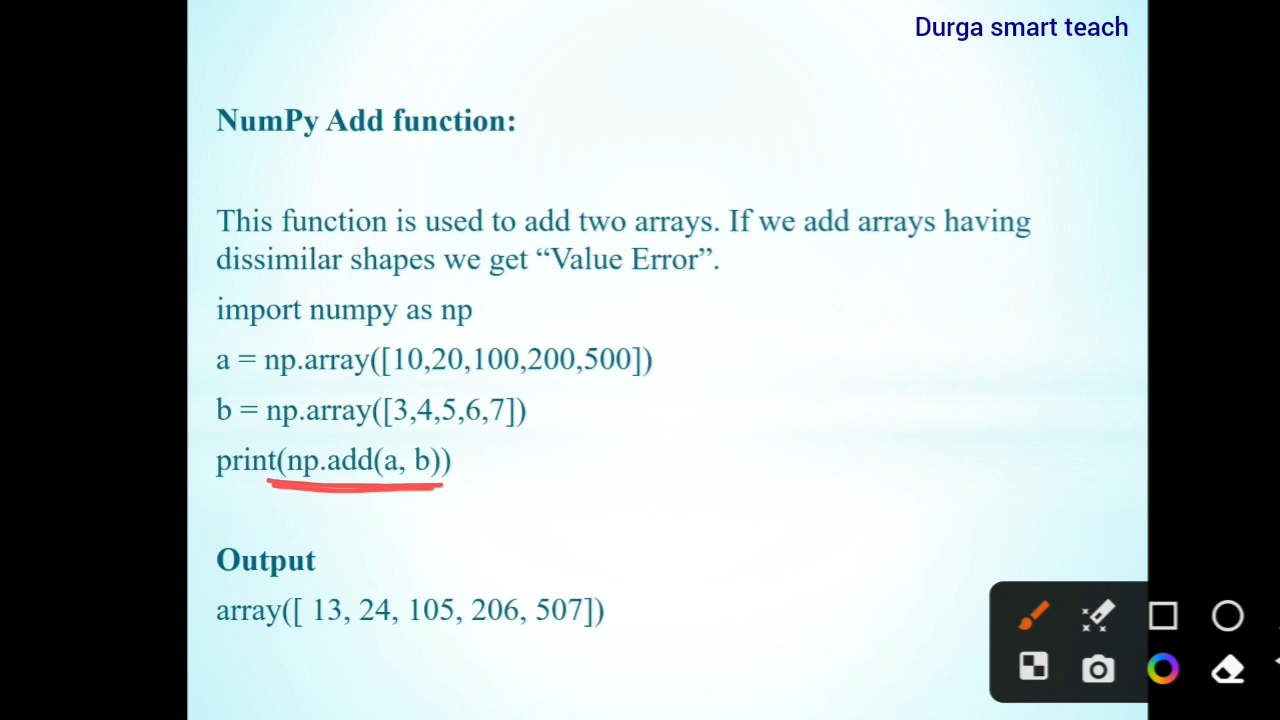 Durga smart teach
NumPy Add function:
This function is used to add two arrays. If we add arrays having
dissimilar shapes we get “Value Error”.
import numpy as np
a = np.array([10,20,100,200,500])
b = np.array([3,4,5,6,7])
print(np.add(a, b))
Output
array([ 13, 24, 105, 206, 507])